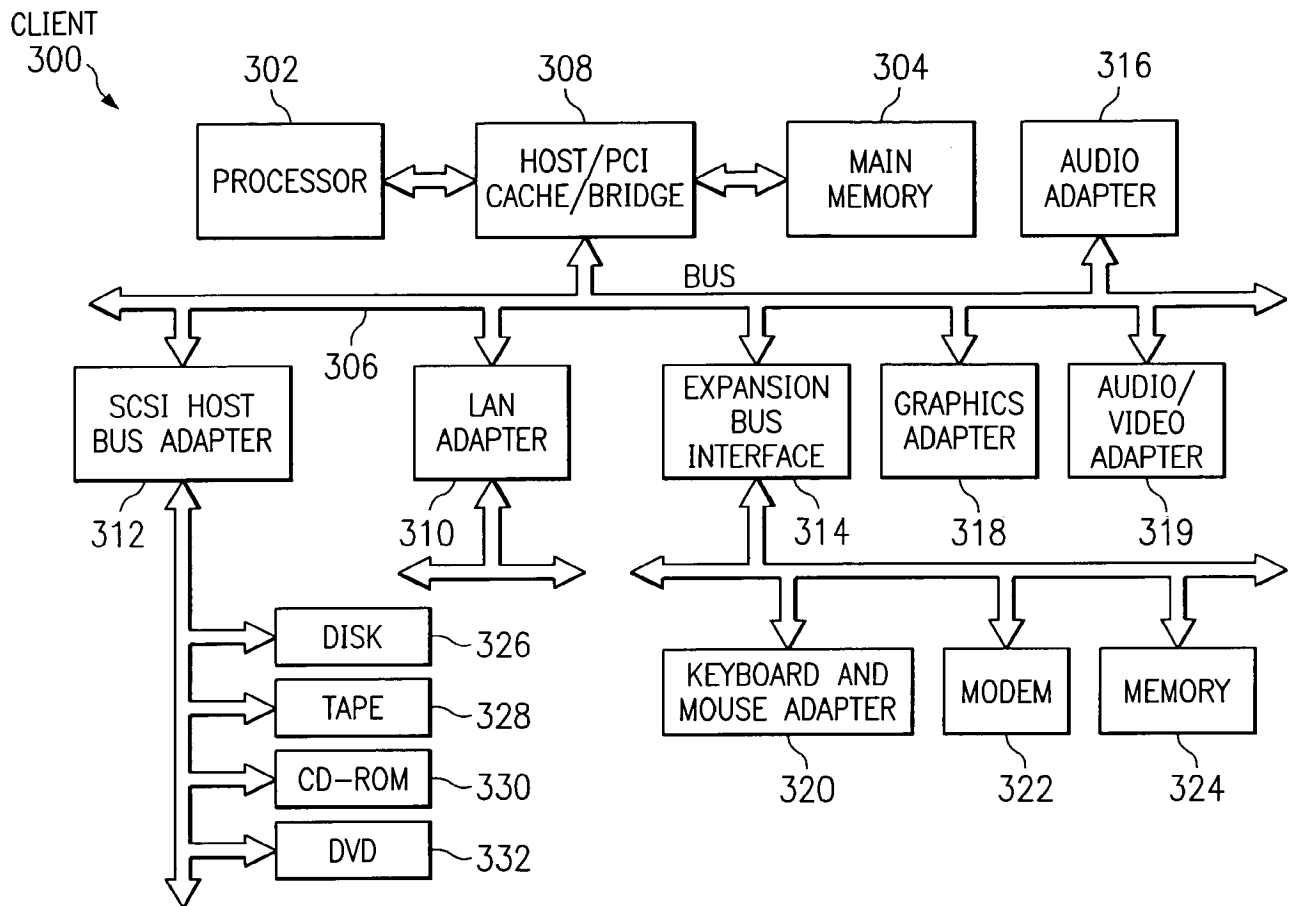 CLIENT
300
302
308
304
316
PROCESSOR
HOST/PCI
CACHE/BRIDGE
MAIN
MEMORY
AUDIO
ADAPTER
BUS
306
SCSI HOST
BUS ADAPTER
LAN
ADAPTER
EXPANSION
BUS
INTERFACE
GRAPHICS
ADAPTER
AUDIO/
VIDEO
ADAPTER
312
310
314
318
319
DISK
326
TAPE
328
CD-ROM
330
DVD
332
KEYBOARD AND
MOUSE ADAPTER
MODEM
MEMORY
320
322
324